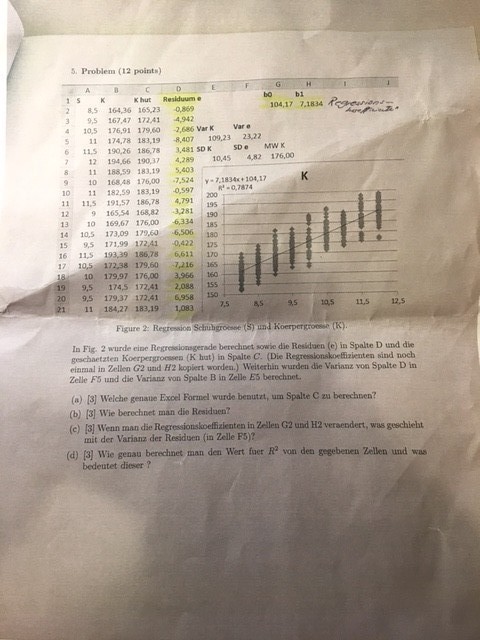 5. Problem (12 points)
A B C D E F G H I J
1 S K K hut Residuum e b0 b1 Regressions-
2 8,5 164,36 165,23 -0,869 104,17 7,1834
3 9,5 167,47 172,41 -4,942
4 10,5 176,91 179,60 -2,686 Var K Var e
5 11 174,78 183,19 -8,407 109,23 23,22
6 11,5 190,26 186,78 3,481 SD K SD e MW K
7 12 194,66 190,37 4,289 10,45 4,82 176,00
8 11 188,59 183,19 5,403
9 10 168,48 176,00 -7,524
10 11 182,59 183,19 -0,597
11 11,5 191,57 186,78 4,791
12 9 165,54 168,82 -3,281
13 10 169,67 176,00 -6,334
14 10,5 173,09 179,60 -6,506
15 9,5 171,99 172,41 -0,422
16 11,5 193,39 186,78 6,611
17 10,5 172,38 179,60 -7,216
18 10 179,97 176,00 3,966
19 9,5 174,5 172,41 2,088
20 9,5 179,37 172,41 6,958
21 11 184,27 183,19 1,083
K
y = 7,1834x + 104,17
R² = 0,7874
200
195
190
185
180
175
170
165
160
155
150
7,5 8,5 9,5 10,5 11,5 12,5
Figure 2: Regression Schuhgroesse (S) und Koerpergroesse (K).
In Fig. 2 wurde eine Regressionsgerade berechnet sowie die Residuen (e) in Spalte D und die
geschaetzten Koerpergroessen (K hut) in Spalte C. (Die Regressionskoeffizienten sind noch
einmal in Zellen G2 und H2 kopiert worden.) Weiterhin wurden die Varianz von Spalte D in
Zelle F5 und die Varianz von Spalte B in Zelle E5 berechnet.
(a) [3] Welche genaue Excel Formel wurde benutzt, um Spalte C zu berechnen?
(b) [3] Wie berechnet man die Residuen?
(c) [3] Wenn man die Regressionskoeffizienten in Zellen G2 und H2 veraendert, was geschieht
mit der Varianz der Residuen (in Zelle F5)?
(d) [3] Wie genau berechnet man den Wert fuer R² von den gegebenen Zellen und was
bedeutet dieser ?